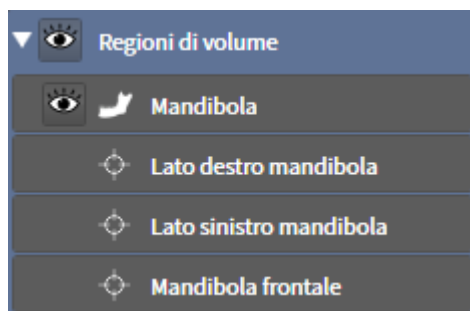 Regioni di volume
Mandibola
Lato destro mandibola
Lato sinistro mandibola
Mandibola frontale